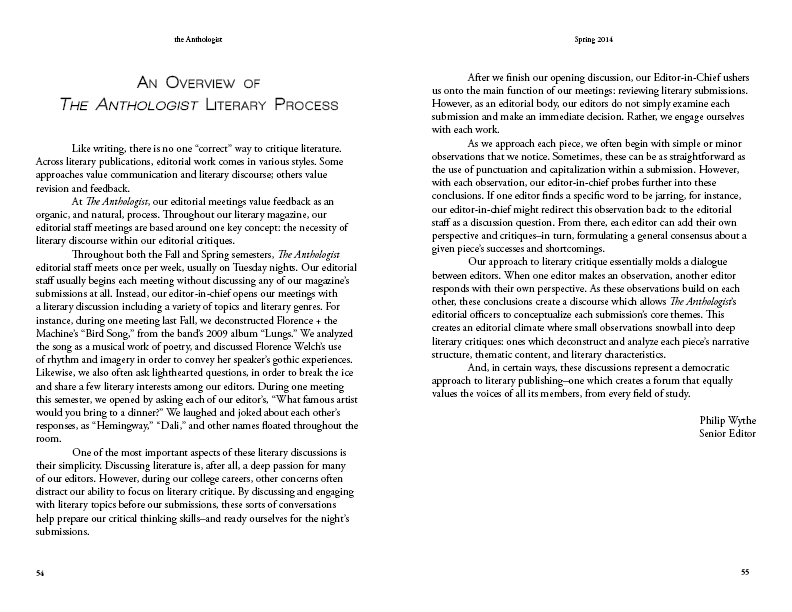 the Anthologist
An Overview of
The Anthologist Literary Process
Like writing, there is no one “correct” way to critique literature.
Across literary publications, editorial work comes in various styles. Some
approaches value communication and literary discourse; others value
revision and feedback.
At The Anthologist, our editorial meetings value feedback as an
organic, and natural, process. Throughout our literary magazine, our
editorial staff meetings are based around one key concept: the necessity of
literary discourse within our editorial critiques.
Throughout both the Fall and Spring semesters, The Anthologist
editorial staff meets once per week, usually on Tuesday nights. Our editorial
staff usually begins each meeting without discussing any of our magazine’s
submissions at all. Instead, our editor-in-chief opens our meetings with
a literary discussion including a variety of topics and literary genres. For
instance, during one meeting last Fall, we deconstructed Florence + the
Machine’s “Bird Song,” from the band’s 2009 album “Lungs.” We analyzed
the song as a musical work of poetry, and discussed Florence Welch’s use
of rhythm and imagery in order to convey her speaker’s gothic experiences.
Likewise, we also often ask lighthearted questions, in order to break the ice
and share a few literary interests among our editors. During one meeting
this semester, we opened by asking each of our editor’s, “What famous artist
would you bring to a dinner?” We laughed and joked about each other’s
responses, as “Hemingway,” “Dali,” and other names floated throughout the
room.
One of the most important aspects of these literary discussions is
their simplicity. Discussing literature is, after all, a deep passion for many
of our editors. However, during our college careers, other concerns often
distract our ability to focus on literary critique. By discussing and engaging
with literary topics before our submissions, these sorts of conversations
help prepare our critical thinking skills–and ready ourselves for the night’s
submissions.
54
Spring 2014
After we finish our opening discussion, our Editor-in-Chief ushers
us onto the main function of our meetings: reviewing literary submissions.
However, as an editorial body, our editors do not simply examine each
submission and make an immediate decision. Rather, we engage ourselves
with each work.
As we approach each piece, we often begin with simple or minor
observations that we notice. Sometimes, these can be as straightforward as
the use of punctuation and capitalization within a submission. However,
with each observation, our editor-in-chief probes further into these
conclusions. If one editor finds a specific word to be jarring, for instance,
our editor-in-chief might redirect this observation back to the editorial
staff as a discussion question. From there, each editor can add their own
perspective and critiques–in turn, formulating a general consensus about a
given piece’s successes and shortcomings.
Our approach to literary critique essentially molds a dialogue
between editors. When one editor makes an observation, another editor
responds with their own perspective. As these observations build on each
other, these conclusions create a discourse which allows The Anthologist’s
editorial officers to conceptualize each submission’s core themes. This
creates an editorial climate where small observations snowball into deep
literary critiques: ones which deconstruct and analyze each piece’s narrative
structure, thematic content, and literary characteristics.
And, in certain ways, these discussions represent a democratic
approach to literary publishing–one which creates a forum that equally
values the voices of all its members, from every field of study.
Philip Wythe
Senior Editor
55